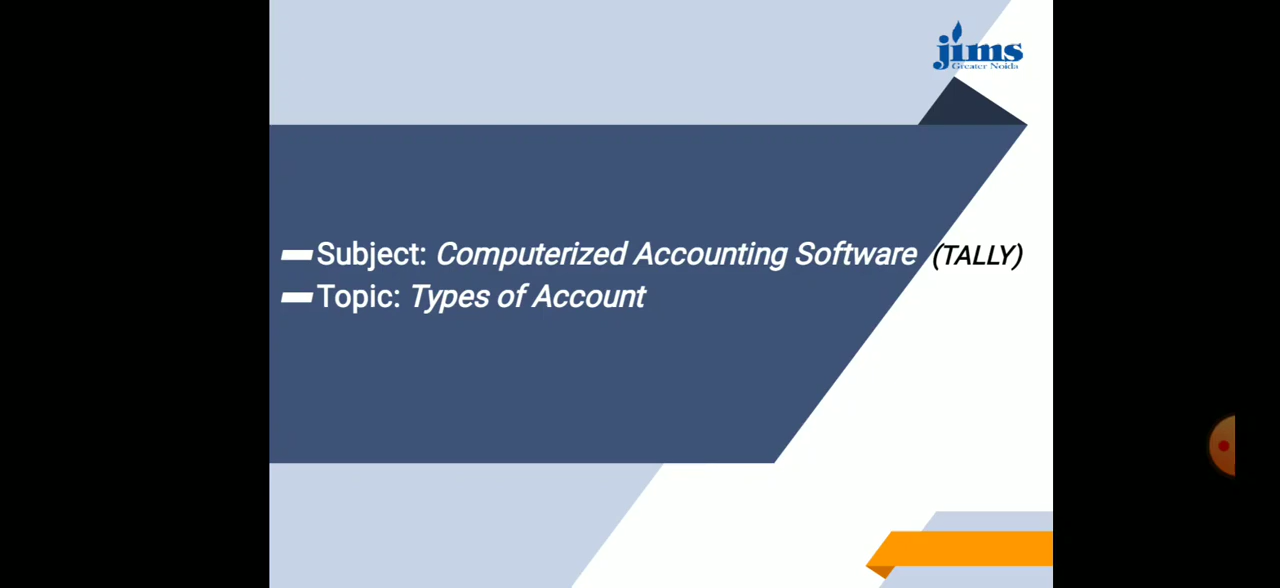 jims
Greater Noida
Subject: Computerized Accounting Software (TALLY)
Topic: Types of Account